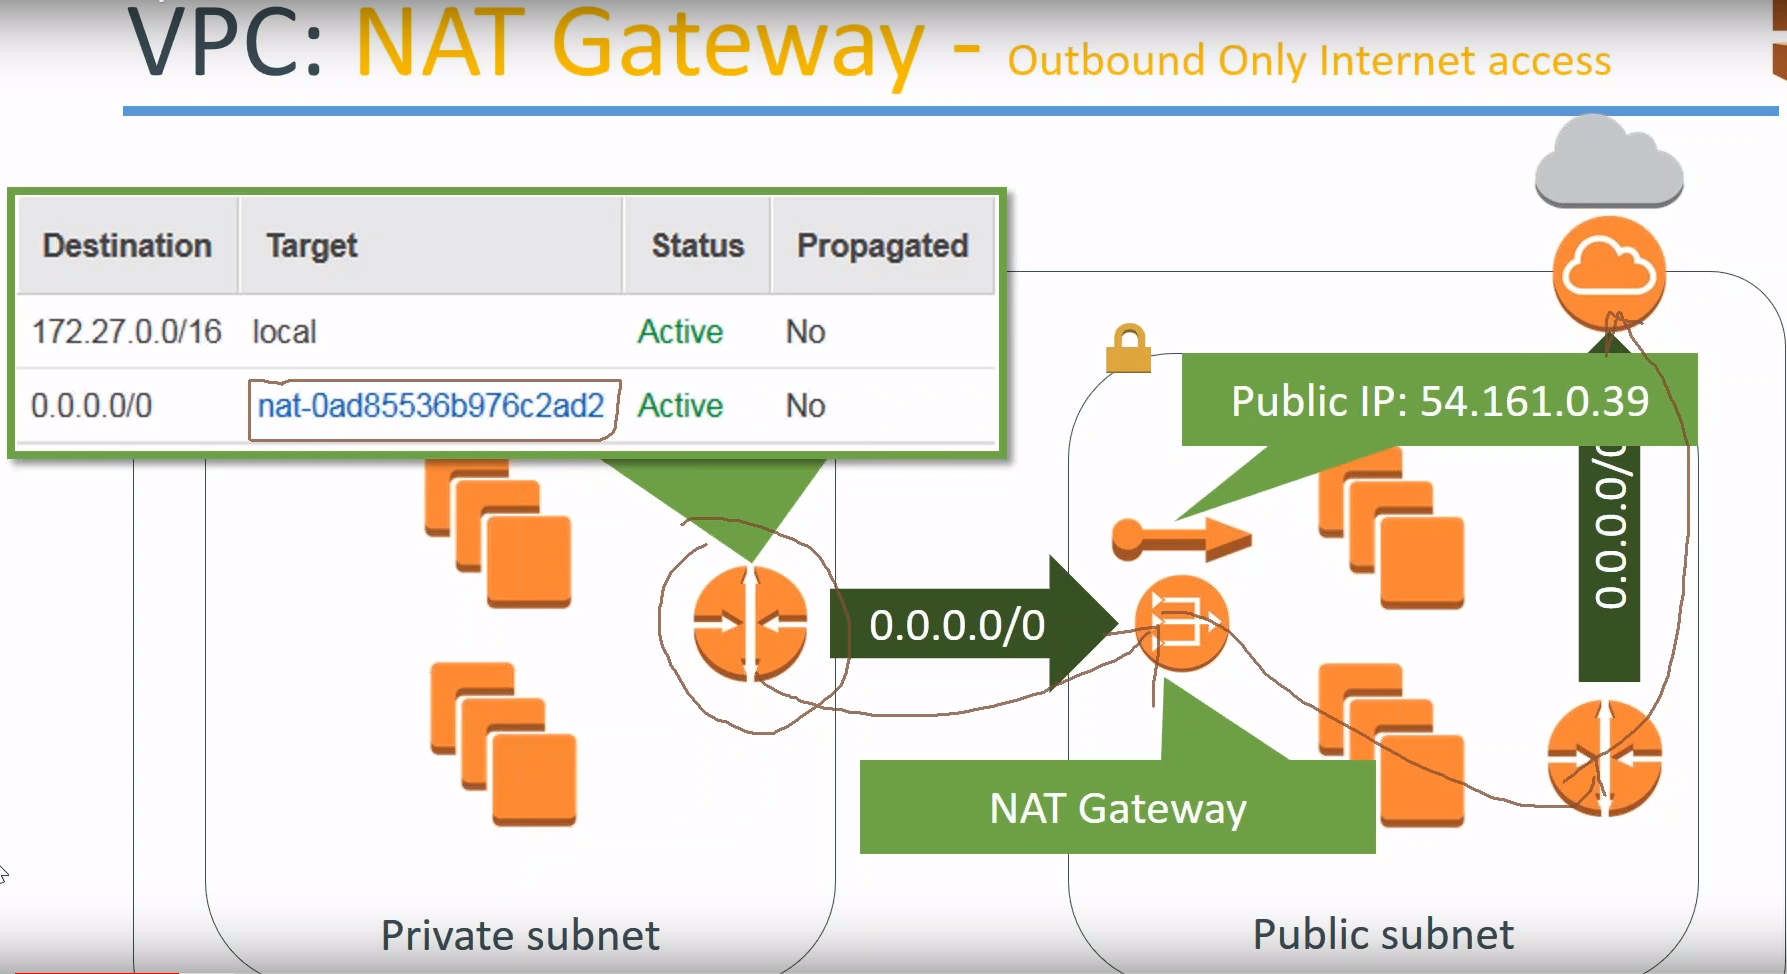 VPC: NAT Gateway - Outbound Only Internet access
Destination Target Status Propagated
172.27.0.0/16 local Active No
0.0.0.0/0 nat-0ad85536b976c2ad2 Active No
Public IP: 54.161.0.39
0.0.0.0/0
0.0.0.0/0
NAT Gateway
Private subnet
Public subnet